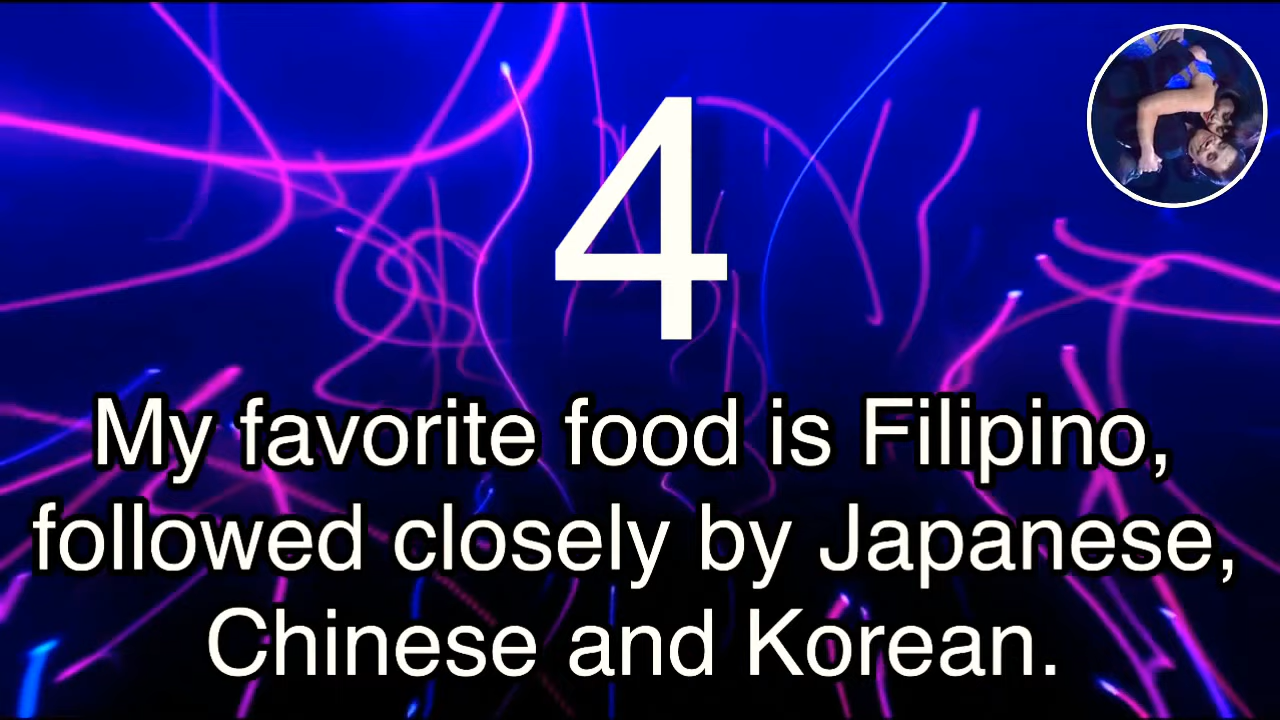 4
My favorite food is Filipino,
followed closely by Japanese,
Chinese and Korean.